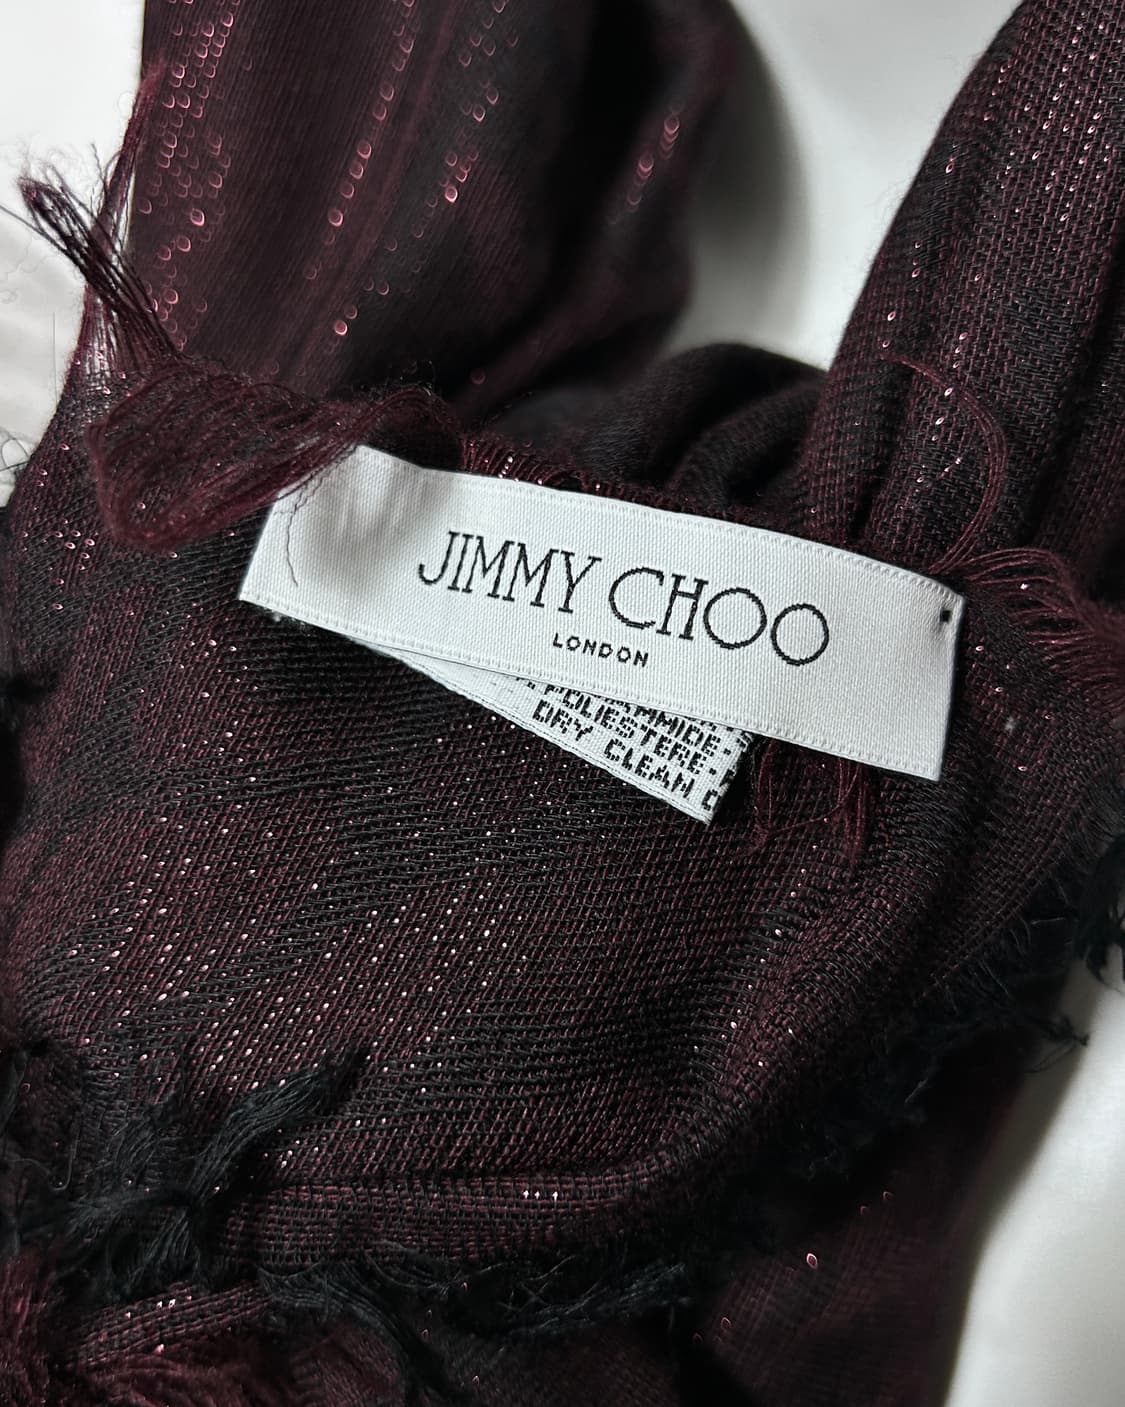 JIMMY CHOO
LONDON
POLIESTERE
DRY CLEAN